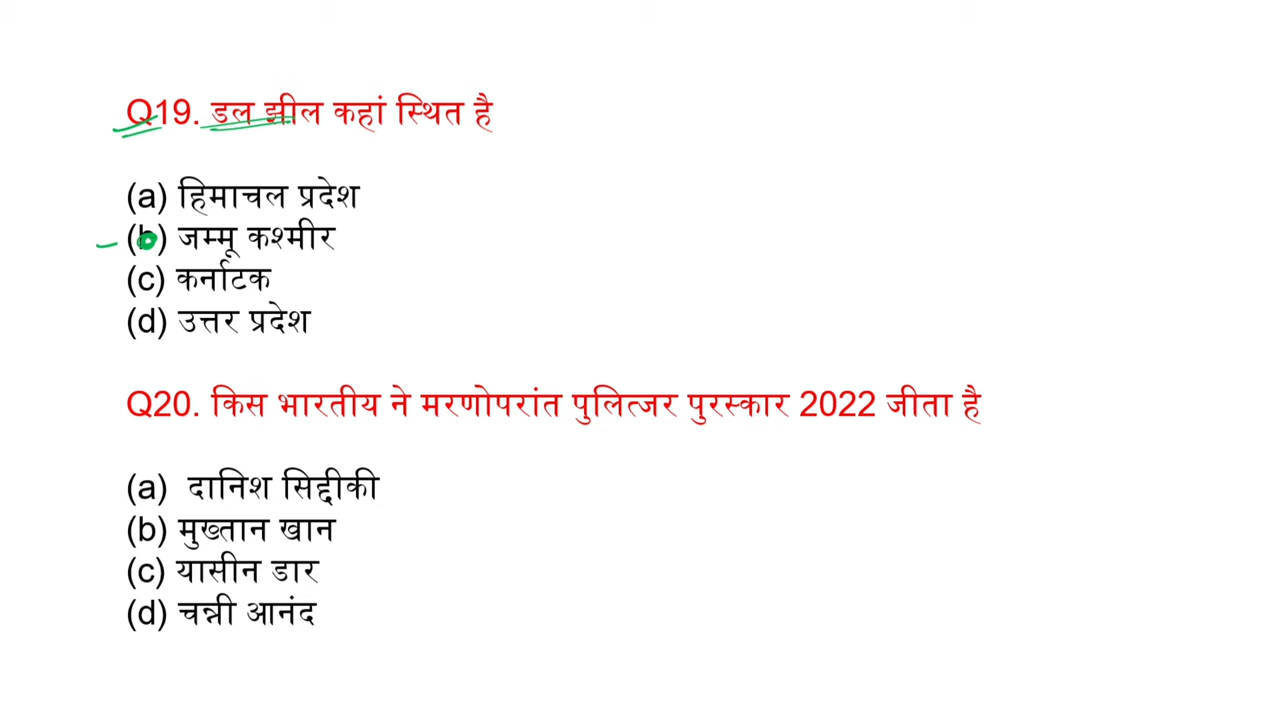 Q19. डल झील कहां स्थित है
(a) हिमाचल प्रदेश
(b) जम्मू कश्मीर
(c) कर्नाटक
(d) उत्तर प्रदेश
Q20. किस भारतीय ने मरणोपरांत पुलित्जर पुरस्कार 2022 जीता है
(a) दानिश सिद्दीकी
(b) मुख्तान खान
(c) यासीन डार
(d) चन्नी आनंद